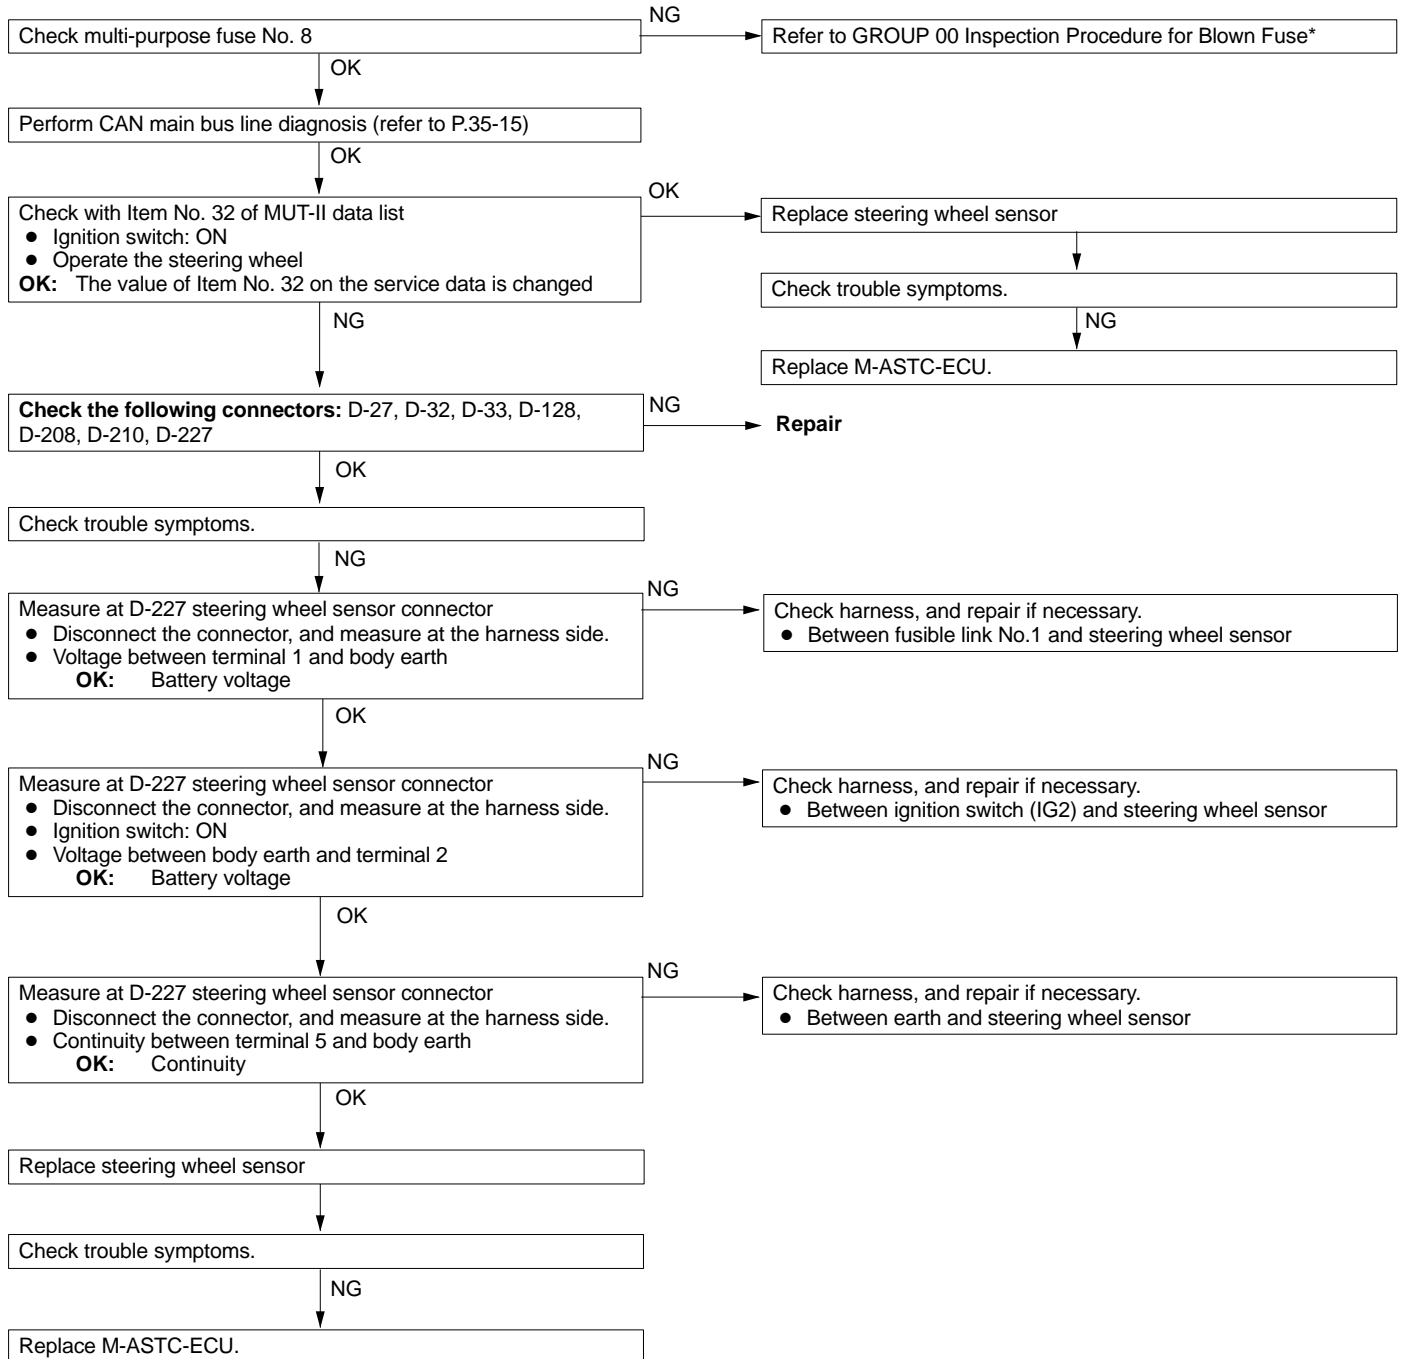 Check multi-purpose fuse No. 8
NG
Refer to GROUP 00 Inspection Procedure for Blown Fuse*
OK
Perform CAN main bus line diagnosis (refer to P.35-15)
OK
Check with Item No. 32 of MUT-II data list
● Ignition switch: ON
● Operate the steering wheel
OK: The value of Item No. 32 on the service data is changed
OK
Replace steering wheel sensor
Check trouble symptoms.
NG
Replace M-ASTC-ECU.
NG
Check the following connectors: D-27, D-32, D-33, D-128,
D-208, D-210, D-227
NG
Repair
OK
Check trouble symptoms.
NG
Measure at D-227 steering wheel sensor connector
● Disconnect the connector, and measure at the harness side.
● Voltage between terminal 1 and body earth
OK: Battery voltage
NG
Check harness, and repair if necessary.
● Between fusible link No.1 and steering wheel sensor
OK
Measure at D-227 steering wheel sensor connector
● Disconnect the connector, and measure at the harness side.
● Ignition switch: ON
● Voltage between body earth and terminal 2
OK: Battery voltage
NG
Check harness, and repair if necessary.
● Between ignition switch (IG2) and steering wheel sensor
OK
Measure at D-227 steering wheel sensor connector
● Disconnect the connector, and measure at the harness side.
● Continuity between terminal 5 and body earth
OK: Continuity
NG
Check harness, and repair if necessary.
● Between earth and steering wheel sensor
OK
Replace steering wheel sensor
Check trouble symptoms.
NG
Replace M-ASTC-ECU.